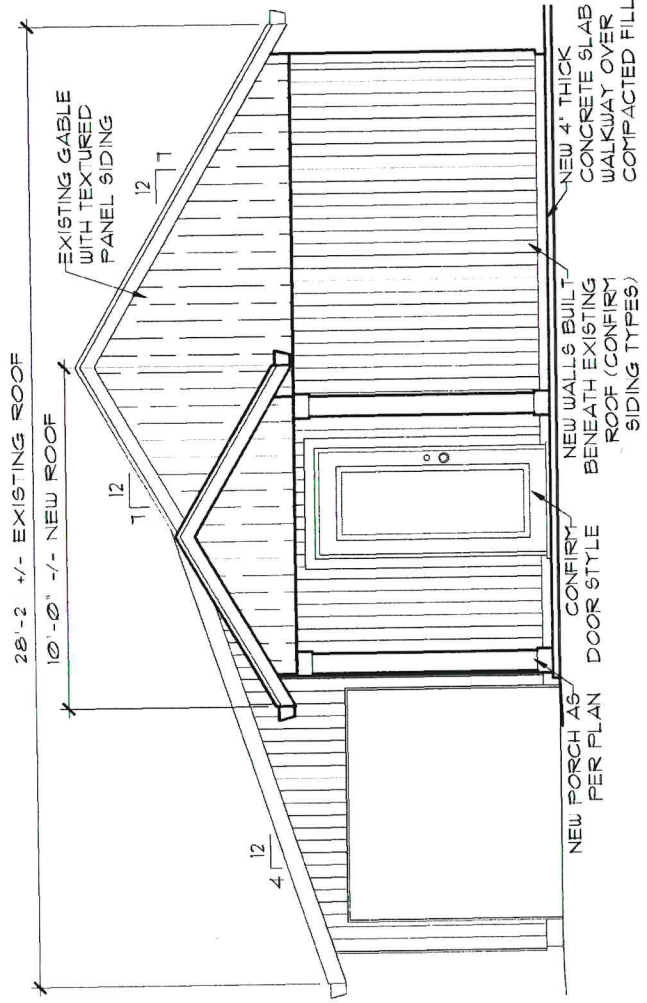 28'-2 +/- EXISTING ROOF
10'-0" -/- NEW ROOF
EXISTING GABLE
WITH TEXTURED
PANEL SIDING
12
7
12
7
12
4
NEW PORCH AS
PER PLAN
CONFIRM
DOOR STYLE
NEW WALLS BUILT
BENEATH EXISTING
ROOF (CONFIRM
SIDING TYPES)
NEW 4" THICK
CONCRETE SLAB
WALKWAY OVER
COMPACTED FILL